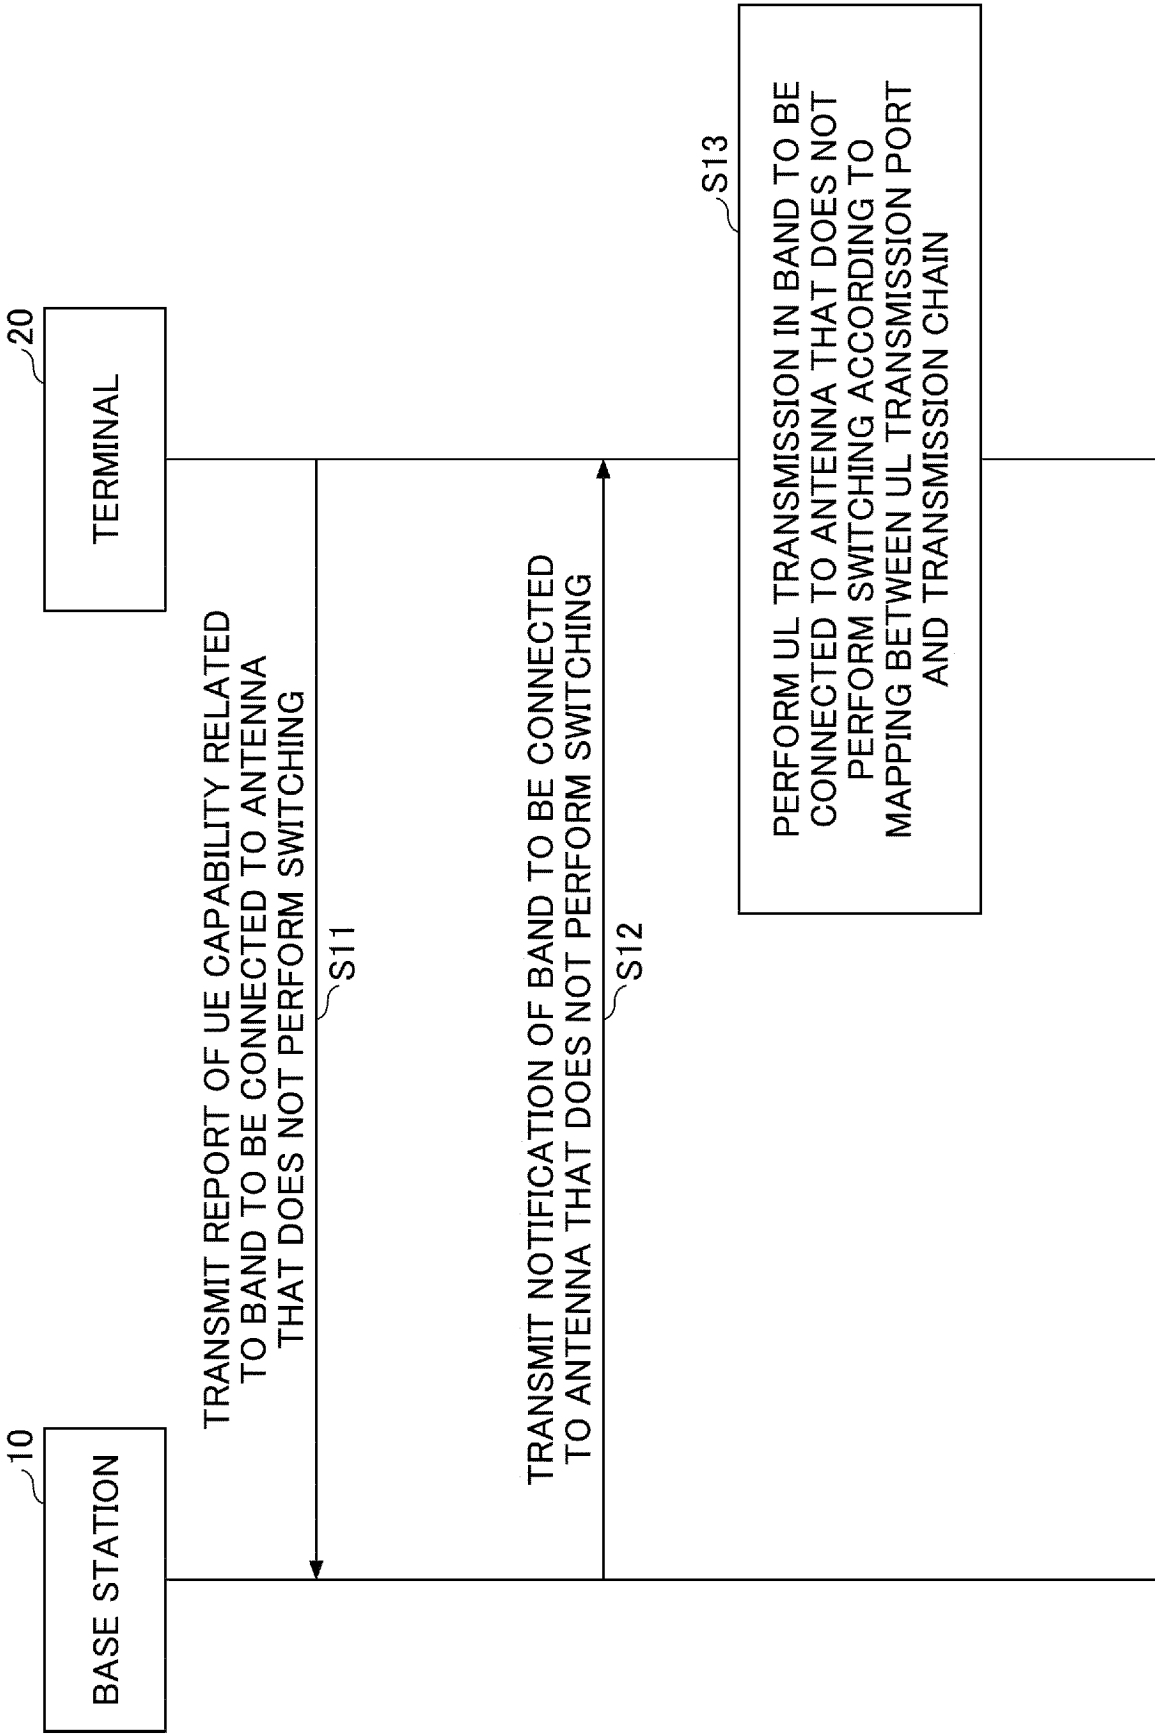 10
BASE STATION
20
TERMINAL
TRANSMIT REPORT OF UE CAPABILITY RELATED
TO BAND TO BE CONNECTED TO ANTENNA
THAT DOES NOT PERFORM SWITCHING
S11
TRANSMIT NOTIFICATION OF BAND TO BE CONNECTED
TO ANTENNA THAT DOES NOT PERFORM SWITCHING
S12
S13
PERFORM UL TRANSMISSION IN BAND TO BE
CONNECTED TO ANTENNA THAT DOES NOT
PERFORM SWITCHING ACCORDING TO
MAPPING BETWEEN UL TRANSMISSION PORT
AND TRANSMISSION CHAIN